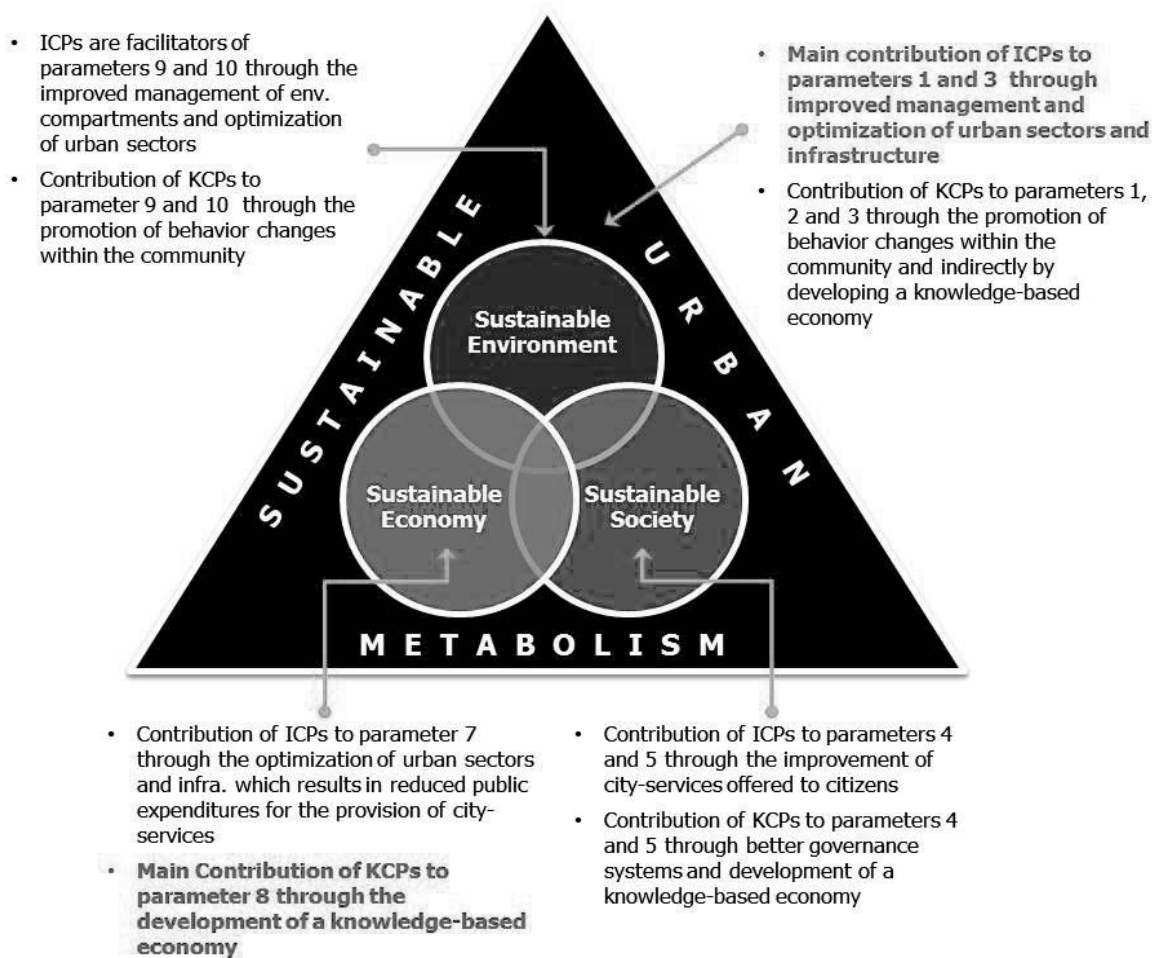 • ICPs are facilitators of
parameters 9 and 10 through the
improved management of env.
compartments and optimization
of urban sectors
• Contribution of KCPs to
parameter 9 and 10 through the
promotion of behavior changes
within the community
• Main contribution of ICPs to
parameters 1 and 3 through
improved management and
optimization of urban sectors and
infrastructure
• Contribution of KCPs to parameters 1,
2 and 3 through the promotion of
behavior changes within the
community and indirectly by
developing a knowledge-based
economy
SUSTAINABLE
URBAN
METABOLISM
Sustainable
Environment
Sustainable
Economy
Sustainable
Society
• Contribution of ICPs to parameter 7
through the optimization of urban sectors
and infra. which results in reduced public
expenditures for the provision of city-
services
• Main Contribution of KCPs to
parameter 8 through the
development of a knowledge-based
economy
• Contribution of ICPs to parameters 4
and 5 through the improvement of
city-services offered to citizens
• Contribution of KCPs to parameters 4
and 5 through better governance
systems and development of a
knowledge-based economy